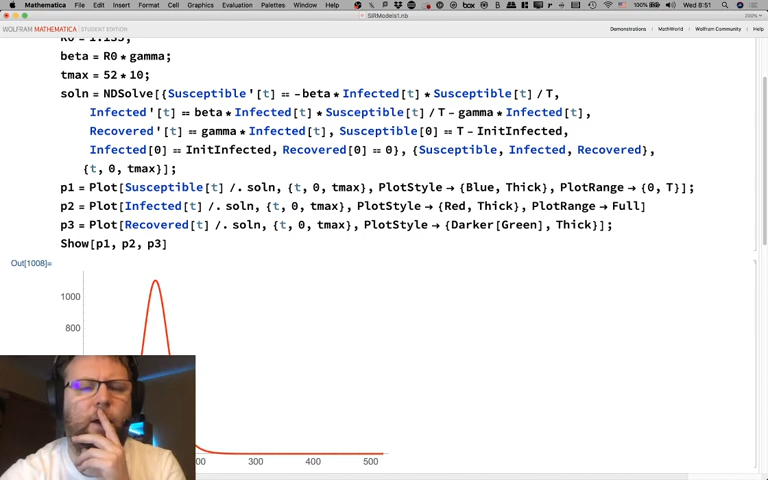 Mathematica File Edit Insert Format Cell Graphics Evaluation Palettes Window Help 100% Wed 8:51
SIRModels1.nb 200%
WOLFRAM MATHEMATICA STUDENT EDITION Demonstrations MathWorld Wolfram Community Help
beta = R0 * gamma;
tmax = 52 * 10;
soln = NDSolve[{Susceptible '[t] == -beta * Infected[t] * Susceptible[t] / T,
Infected '[t] == beta * Infected[t] * Susceptible[t] / T - gamma * Infected[t],
Recovered '[t] == gamma * Infected[t], Susceptible[0] == T - InitInfected,
Infected[0] == InitInfected, Recovered[0] == 0}, {Susceptible, Infected, Recovered},
{t, 0, tmax}];
p1 = Plot[Susceptible[t] /. soln, {t, 0, tmax}, PlotStyle → {Blue, Thick}, PlotRange → {0, T}];
p2 = Plot[Infected[t] /. soln, {t, 0, tmax}, PlotStyle → {Red, Thick}, PlotRange → Full]
p3 = Plot[Recovered[t] /. soln, {t, 0, tmax}, PlotStyle → {Darker[Green], Thick}];
Show[p1, p2, p3]
Out[1008]=
1000
800
300 400 500